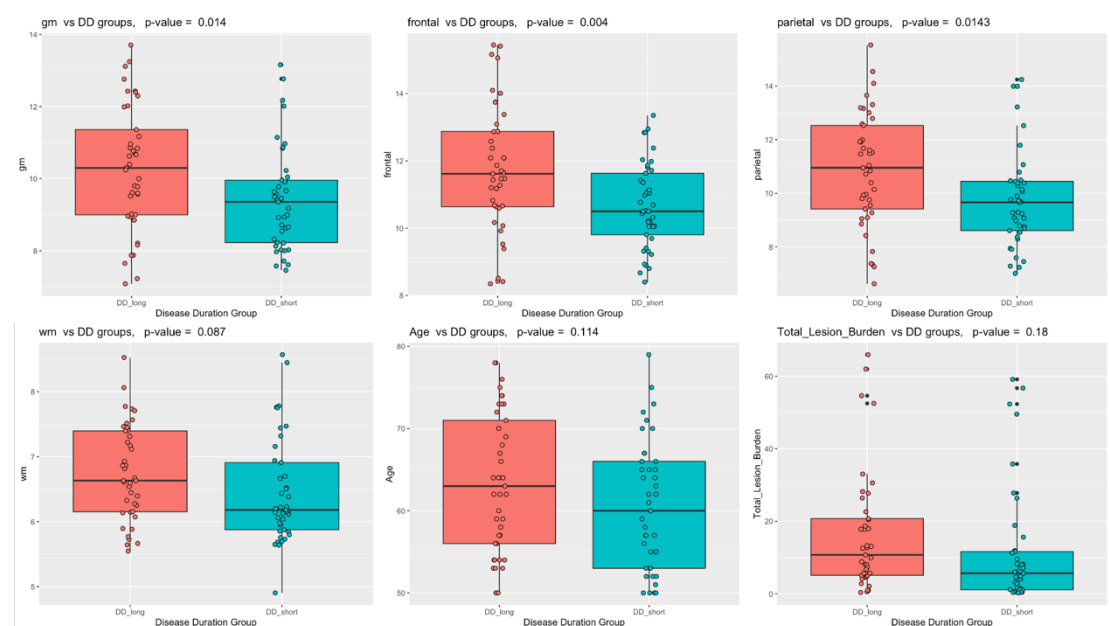 gm vs DD groups, p-value = 0.014
14
12
10
8
gm
DD_long
DD_short
Disease Duration Group
frontal vs DD groups, p-value = 0.004
14
12
10
8
frontal
DD_long
DD_short
Disease Duration Group
parietal vs DD groups, p-value = 0.0143
14
12
10
8
parietal
DD_long
DD_short
Disease Duration Group
wm vs DD groups, p-value = 0.087
8
7
6
5
wm
DD_long
DD_short
Disease Duration Group
Age vs DD groups, p-value = 0.114
80
70
60
50
Age
DD_long
DD_short
Disease Duration Group
Total_Lesion_Burden vs DD groups, p-value = 0.18
60
40
20
0
Total_Lesion_Burden
DD_long
DD_short
Disease Duration Group